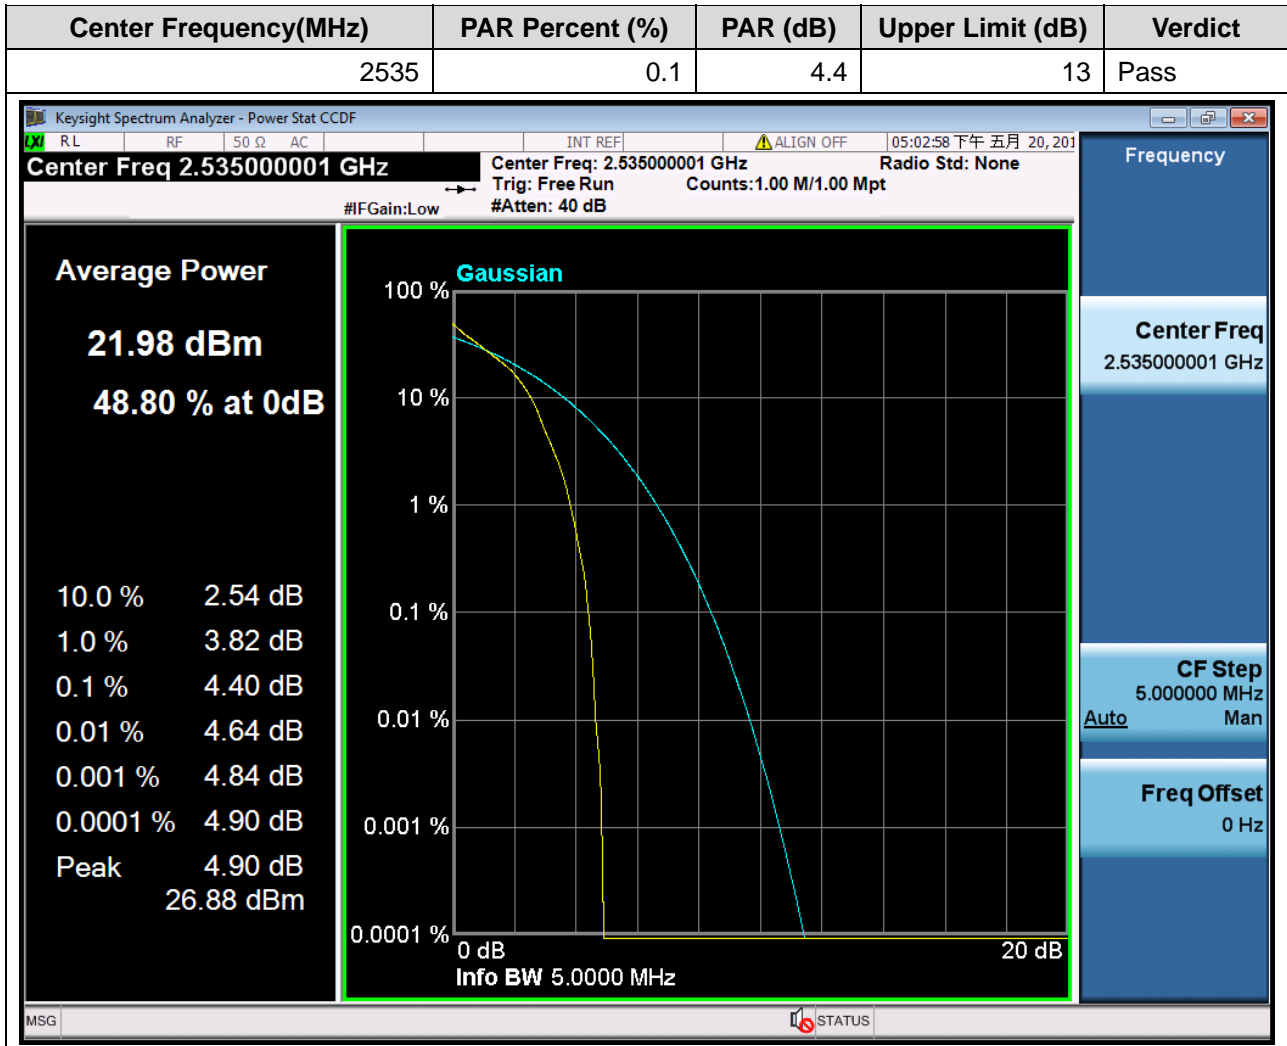 Center Frequency(MHz) PAR Percent (%) PAR (dB) Upper Limit (dB) Verdict
2535 0.1 4.4 13 Pass
Keysight Spectrum Analyzer - Power Stat CCDF
LXI RL RF 50 Ω AC INT REF ALIGN OFF 05:02:58 下午 五月 20, 201
Center Freq 2.535000001 GHz
Center Freq: 2.535000001 GHz Radio Std: None
Trig: Free Run Counts:1.00 M/1.00 Mpt
#IFGain:Low #Atten: 40 dB
Average Power
21.98 dBm
48.80 % at 0dB
10.0 % 2.54 dB
1.0 % 3.82 dB
0.1 % 4.40 dB
0.01 % 4.64 dB
0.001 % 4.84 dB
0.0001 % 4.90 dB
Peak 4.90 dB
26.88 dBm
Gaussian
100 %
10 %
1 %
0.1 %
0.01 %
0.001 %
0.0001 %
0 dB 20 dB
Info BW 5.0000 MHz
Frequency
Center Freq
2.535000001 GHz
CF Step
5.000000 MHz
Auto Man
Freq Offset
0 Hz
MSG STATUS